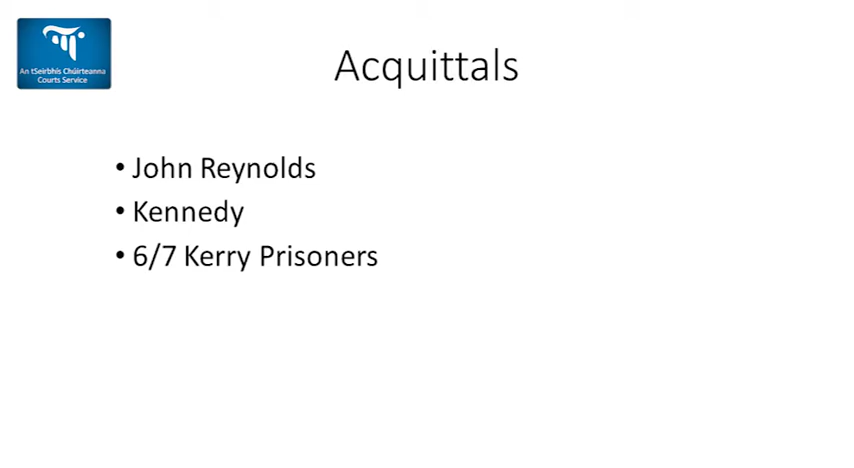 An tSeirbhís Chúirteanna
Courts Service
Acquittals
• John Reynolds
• Kennedy
• 6/7 Kerry Prisoners